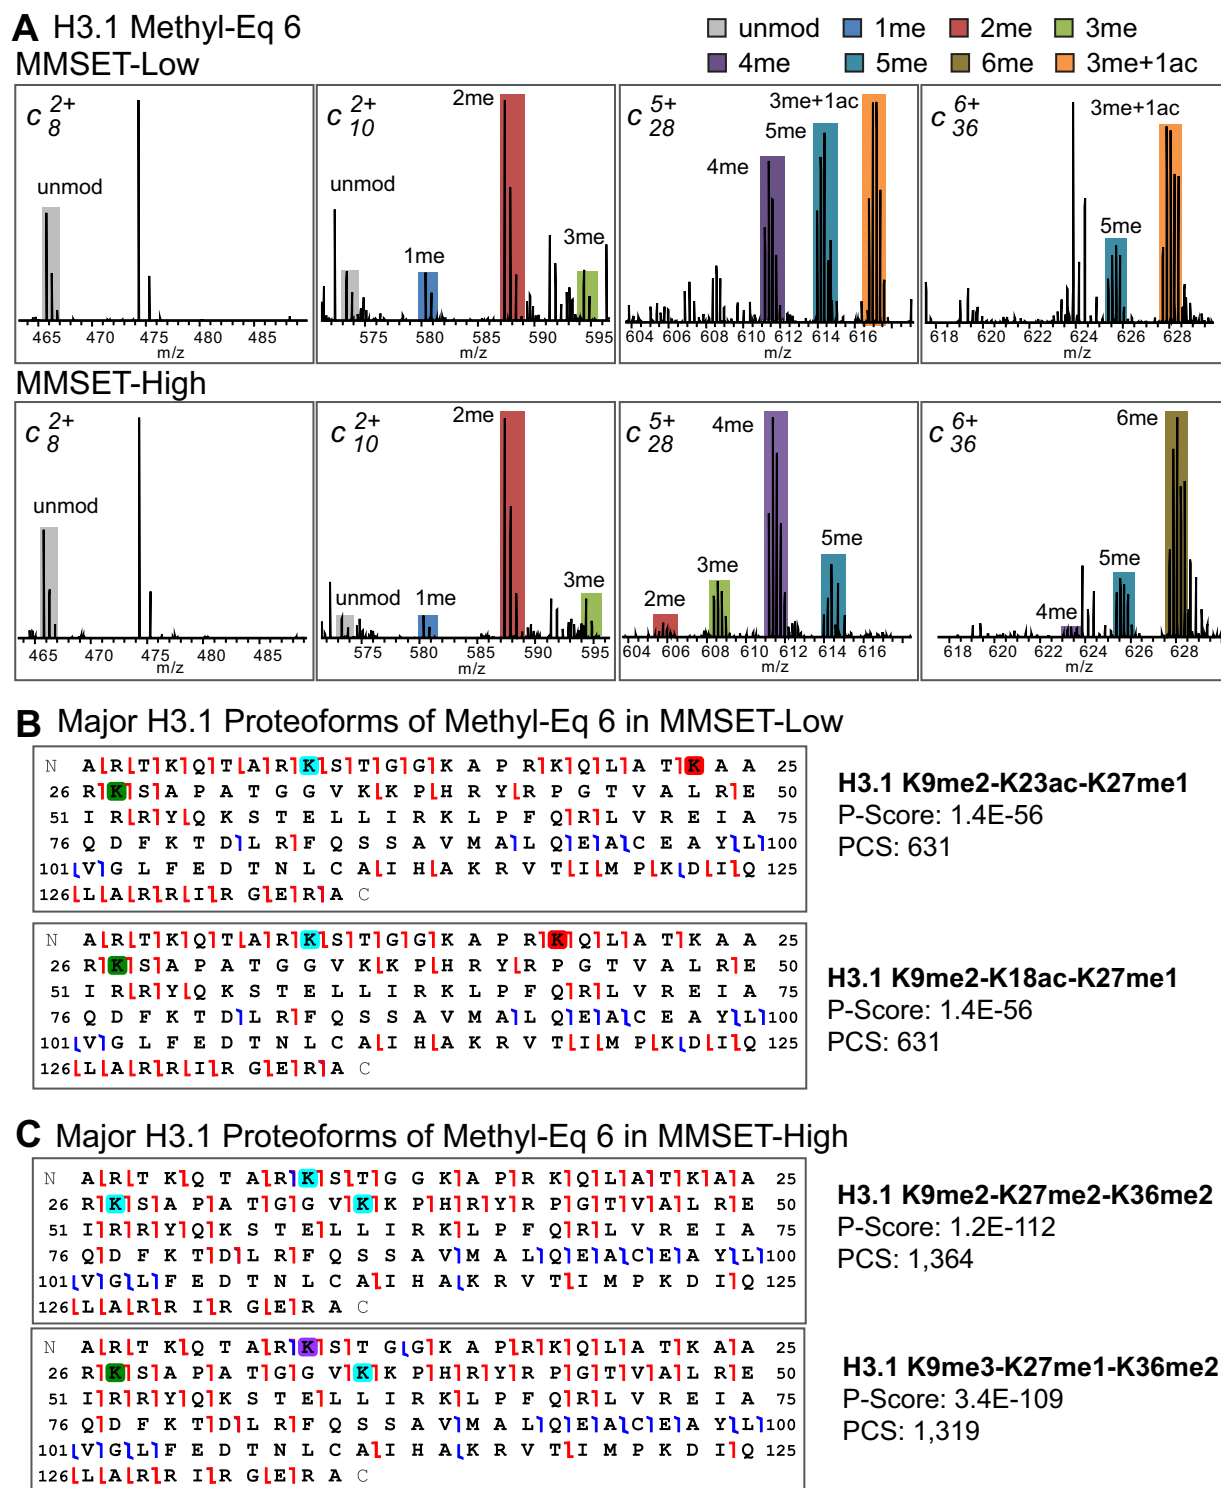 A H3.1 Methyl-Eq 6
unmod 1me 2me 3me
4me 5me 6me 3me+1ac
MMSET-Low
c 8 2+
unmod
465 470 475 480 485
m/z
c 10 2+
unmod
1me
2me
3me
575 580 585 590 595
m/z
c 28 5+
4me
5me
3me+1ac
604 606 608 610 612 614 616
m/z
c 36 6+
5me
3me+1ac
618 620 622 624 626 628
m/z
MMSET-High
c 8 2+
unmod
465 470 475 480 485
m/z
c 10 2+
unmod
1me
2me
3me
575 580 585 590 595
m/z
c 28 5+
2me
3me
4me
5me
604 606 608 610 612 614 616
m/z
c 36 6+
4me
5me
6me
618 620 622 624 626 628
m/z
B Major H3.1 Proteoforms of Methyl-Eq 6 in MMSET-Low
N A R T K Q T A R K S T G G K A P R K Q L A T K A A 25
26 R K S A P A T G G V K K P H R Y R P G T V A L R E 50
51 I R R Y Q K S T E L L I R K L P F Q R L V R E I A 75
76 Q D F K T D L R F Q S S A V M A L Q E A C E A Y L 100
101 V G L F E D T N L C A I H A K R V T I M P K D I Q 125
126 L A R R I R G E R A C
H3.1 K9me2-K23ac-K27me1
P-Score: 1.4E-56
PCS: 631
N A R T K Q T A R K S T G G K A P R K Q L A T K A A 25
26 R K S A P A T G G V K K P H R Y R P G T V A L R E 50
51 I R R Y Q K S T E L L I R K L P F Q R L V R E I A 75
76 Q D F K T D L R F Q S S A V M A L Q E A C E A Y L 100
101 V G L F E D T N L C A I H A K R V T I M P K D I Q 125
126 L A R R I R G E R A C
H3.1 K9me2-K18ac-K27me1
P-Score: 1.4E-56
PCS: 631
C Major H3.1 Proteoforms of Methyl-Eq 6 in MMSET-High
N A R T K Q T A R K S T G G K A P R K Q L A T K A A 25
26 R K S A P A T G G V K K P H R Y R P G T V A L R E 50
51 I R R Y Q K S T E L L I R K L P F Q R L V R E I A 75
76 Q D F K T D L R F Q S S A V M A L Q E A C E A Y L 100
101 V G L F E D T N L C A I H A K R V T I M P K D I Q 125
126 L A R R I R G E R A C
H3.1 K9me2-K27me2-K36me2
P-Score: 1.2E-112
PCS: 1,364
N A R T K Q T A R K S T G G K A P R K Q L A T K A A 25
26 R K S A P A T G G V K K P H R Y R P G T V A L R E 50
51 I R R Y Q K S T E L L I R K L P F Q R L V R E I A 75
76 Q D F K T D L R F Q S S A V M A L Q E A C E A Y L 100
101 V G L F E D T N L C A I H A K R V T I M P K D I Q 125
126 L A R R I R G E R A C
H3.1 K9me3-K27me1-K36me2
P-Score: 3.4E-109
PCS: 1,319